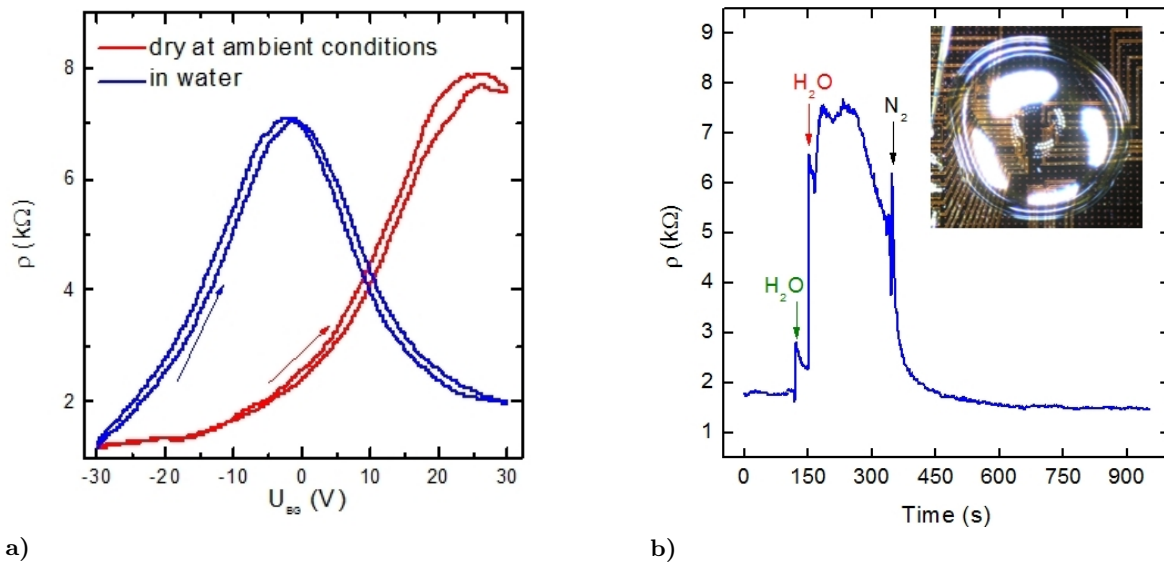 dry at ambient conditions
in water
8
6
4
2
ρ (kΩ)
-30 -20 -10 0 10 20 30
U_BG (V)
a)
9
8
7
6
5
4
3
2
1
ρ (kΩ)
H₂O
H₂O
N₂
0 150 300 450 600 750 900
Time (s)
b)